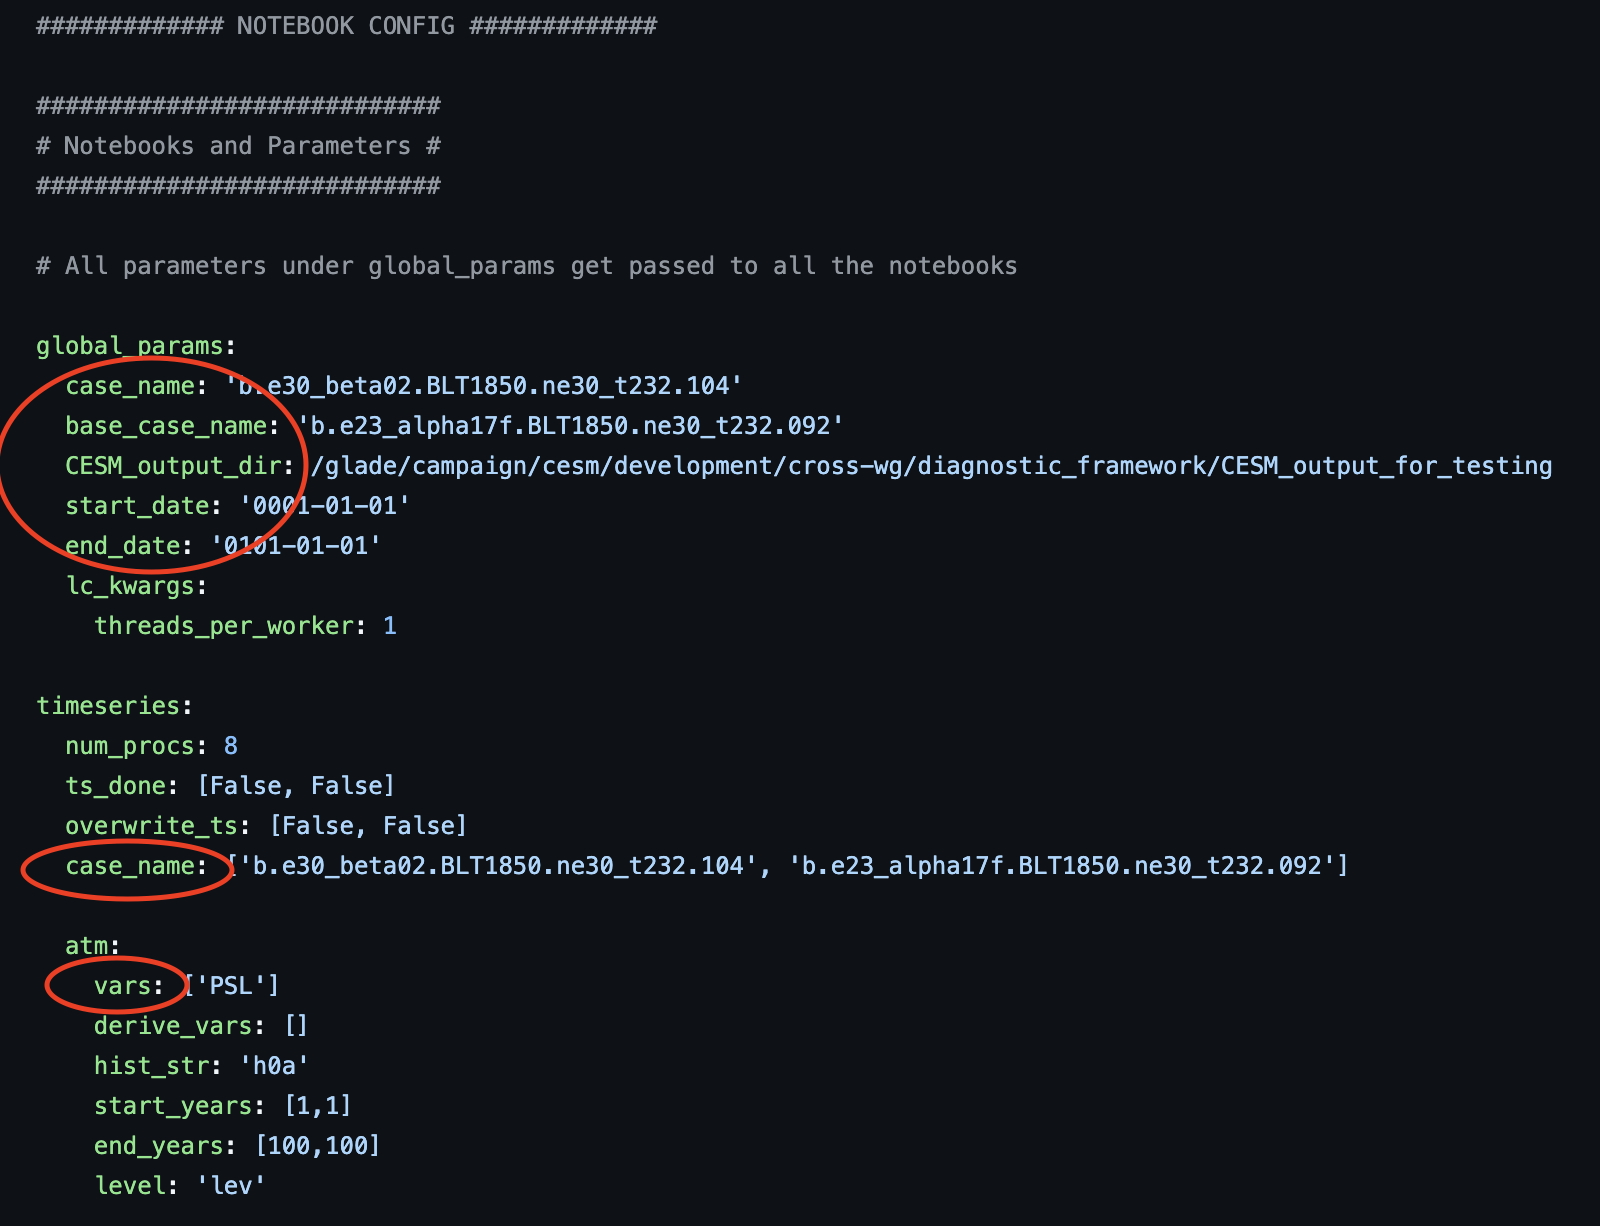 ############# NOTEBOOK CONFIG #############
############################
# Notebooks and Parameters #
############################
# All parameters under global_params get passed to all the notebooks
global_params:
case_name: 'b.e30_beta02.BLT1850.ne30_t232.104'
base_case_name: 'b.e23_alpha17f.BLT1850.ne30_t232.092'
CESM_output_dir: /glade/campaign/cesm/development/cross-wg/diagnostic_framework/CESM_output_for_testing
start_date: '0001-01-01'
end_date: '0101-01-01'
lc_kwargs:
threads_per_worker: 1
timeseries:
num_procs: 8
ts_done: [False, False]
overwrite_ts: [False, False]
case_name: ['b.e30_beta02.BLT1850.ne30_t232.104', 'b.e23_alpha17f.BLT1850.ne30_t232.092']
atm:
vars: ['PSL']
derive_vars: []
hist_str: 'h0a'
start_years: [1,1]
end_years: [100,100]
level: 'lev'